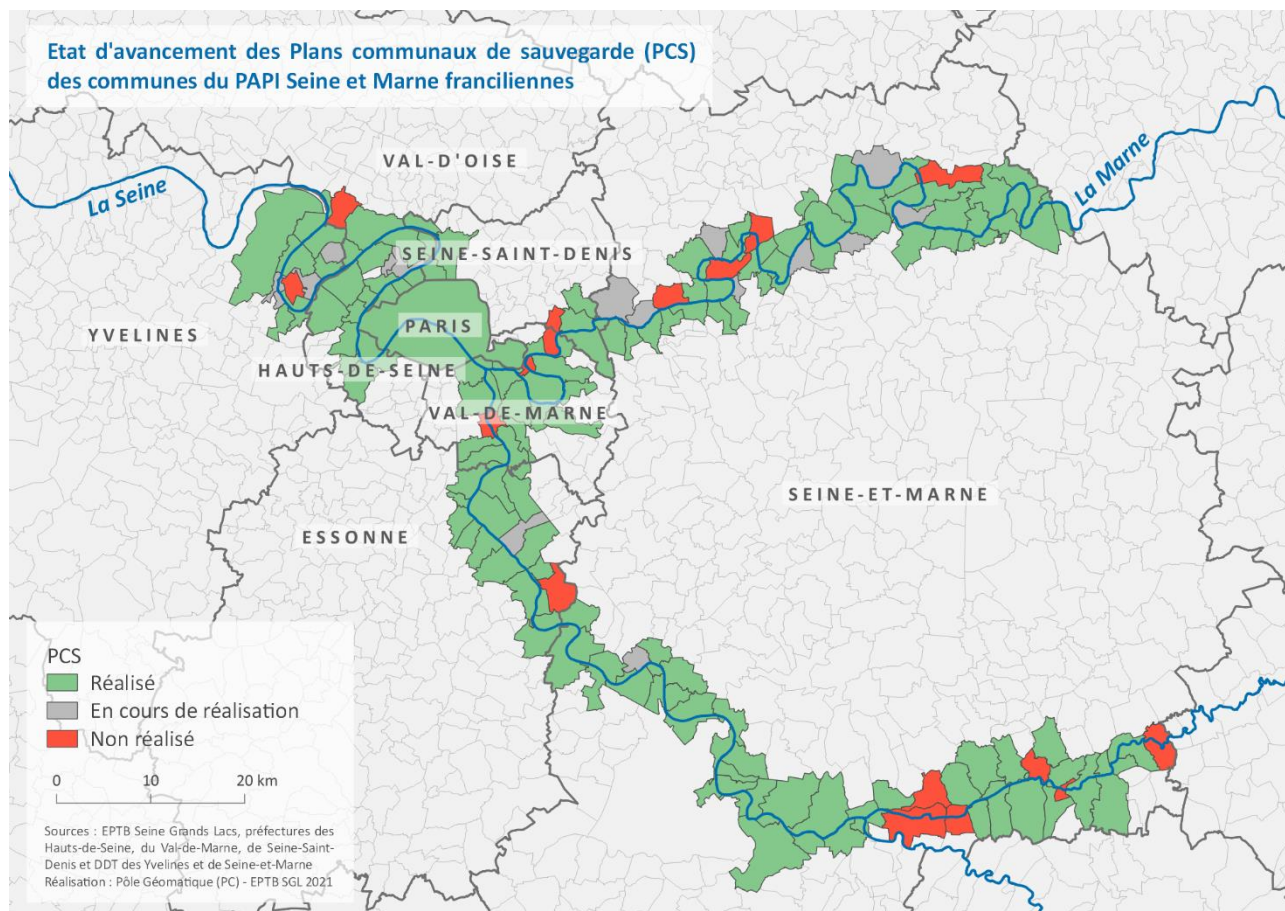 Etat d'avancement des Plans communaux de sauvegarde (PCS)
des communes du PAPI Seine et Marne franciliennes
VAL-D'OISE
La Seine
La Marne
SEINE-SAINT-DENIS
YVELINES
PARIS
HAUTS-DE-SEINE
VAL-DE-MARNE
SEINE-ET-MARNE
ESSONNE
PCS
Réalisé
En cours de réalisation
Non réalisé
0 10 20 km
Sources : EPTB Seine Grands Lacs, préfectures des
Hauts-de-Seine, du Val-de-Marne, de Seine-Saint-
Denis et DDT des Yvelines et de Seine-et-Marne
Réalisation : Pôle Géomatique (PC) - EPTB SGL 2021